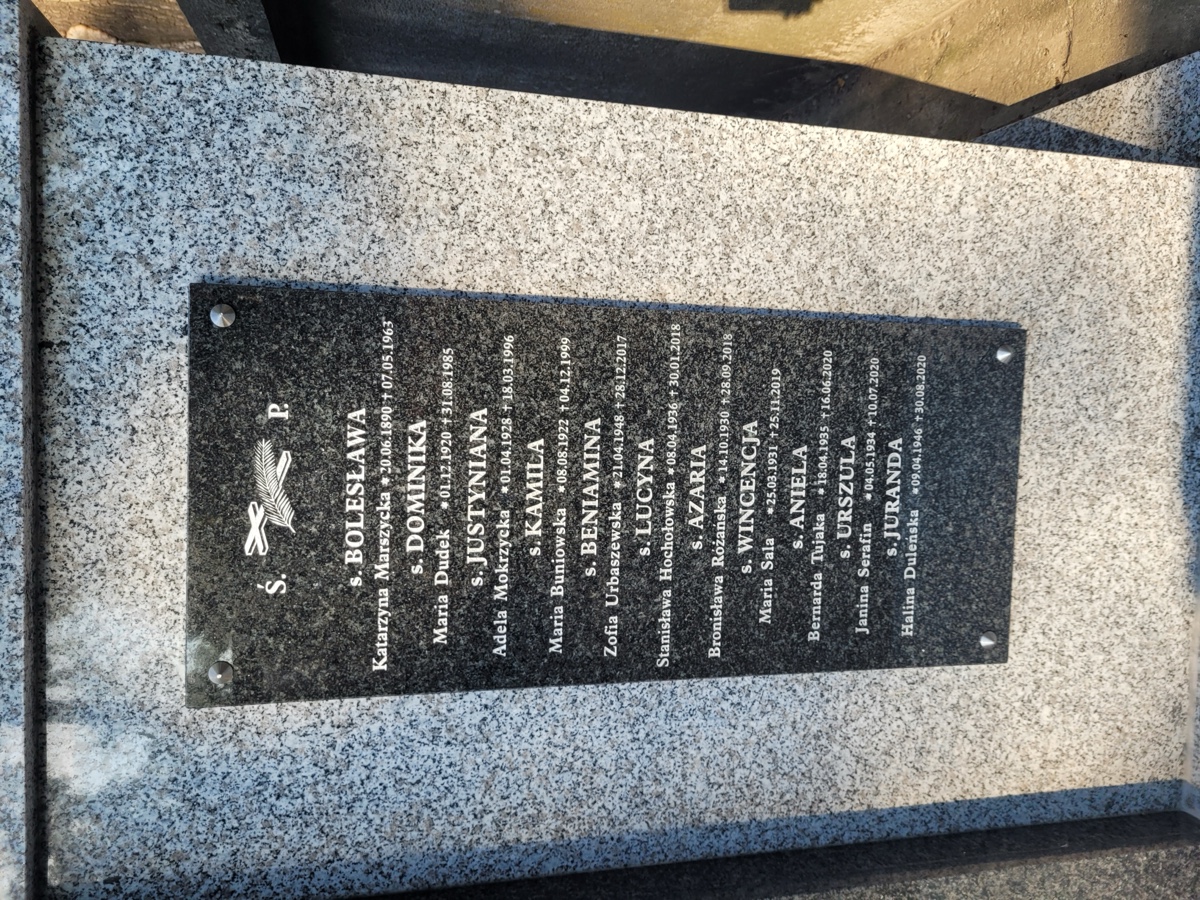 Ś. P.
s. BOLESŁAWA
Katarzyna Marszycka *20.06.1890 †07.05.1963
s. DOMINIKA
Maria Dudek *01.12.1920 †31.08.1985
s. JUSTYNIANA
Adela Mokrzycka *01.04.1928 †18.03.1996
s. KAMILA
Maria Buniowska *08.08.1922 †04.12.1999
s. BENIAMINA
Zofia Urbaszewska *21.04.1948 †28.12.2017
s. LUCYNA
Stanisława Hochołowska *08.04.1936 †30.01.2018
s. AZARIA
Bronisława Różanska *14.10.1930 †28.09.2018
s. WINCENCJA
Maria Sala *25.03.1931 †25.11.2019
s. ANIELA
Bernarda Tujaka *18.04.1935 †16.06.2020
s. URSZULA
Janina Serafin *04.05.1934 †10.07.2020
s. JURANDA
Halina Dulenska *09.04.1946 †30.08.2020